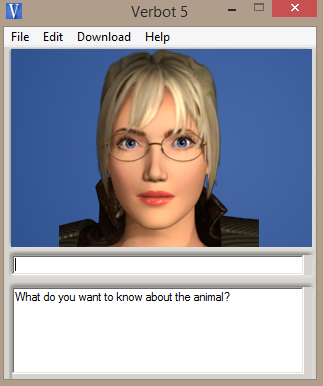 V Verbot 5
File Edit Download Help
What do you want to know about the animal?